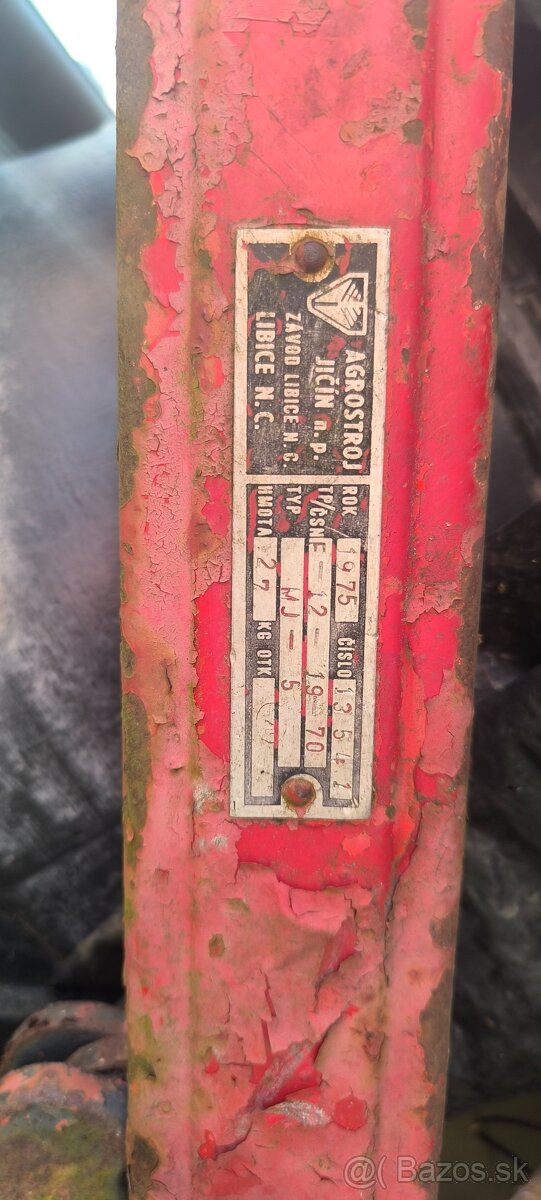 AGROSTROJ
JIČÍN n.p.
ZÁVOD LIBICE N.C.
LIBICE N.C.
ROK 1975 ČÍSLO 13541
TP/ČSNE-12-19-70
TYP MJ-5
HMOTA 27 KG OTK
Bazos.sk